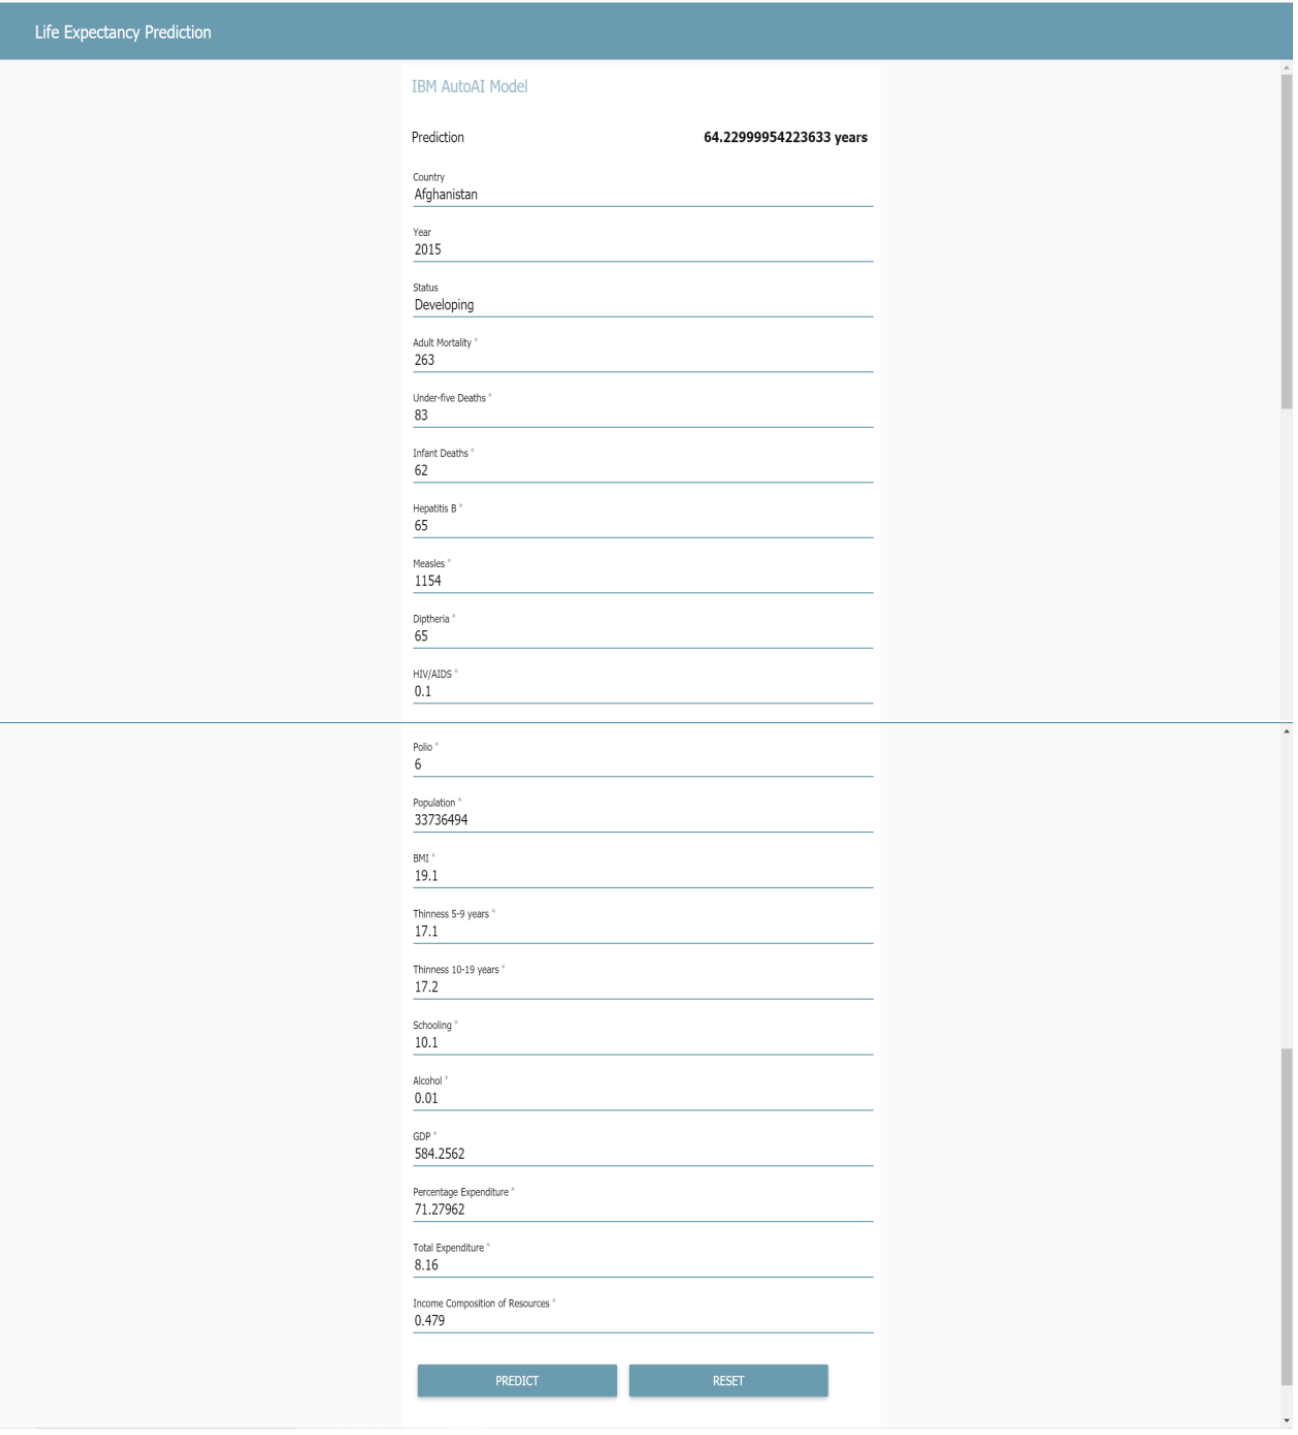 Life Expectancy Prediction
IBM AutoAI Model
Prediction 64.22999954223633 years
Country
Afghanistan
Year
2015
Status
Developing
Adult Mortality *
263
Under-five Deaths *
83
Infant Deaths *
62
Hepatitis B *
65
Measles *
1154
Diptheria *
65
HIV/AIDS *
0.1
Polio *
6
Population *
33736494
BMI *
19.1
Thinness 5-9 years *
17.1
Thinness 10-19 years *
17.2
Schooling *
10.1
Alcohol *
0.01
GDP *
584.2562
Percentage Expenditure *
71.27962
Total Expenditure *
8.16
Income Composition of Resources *
0.479
PREDICT RESET